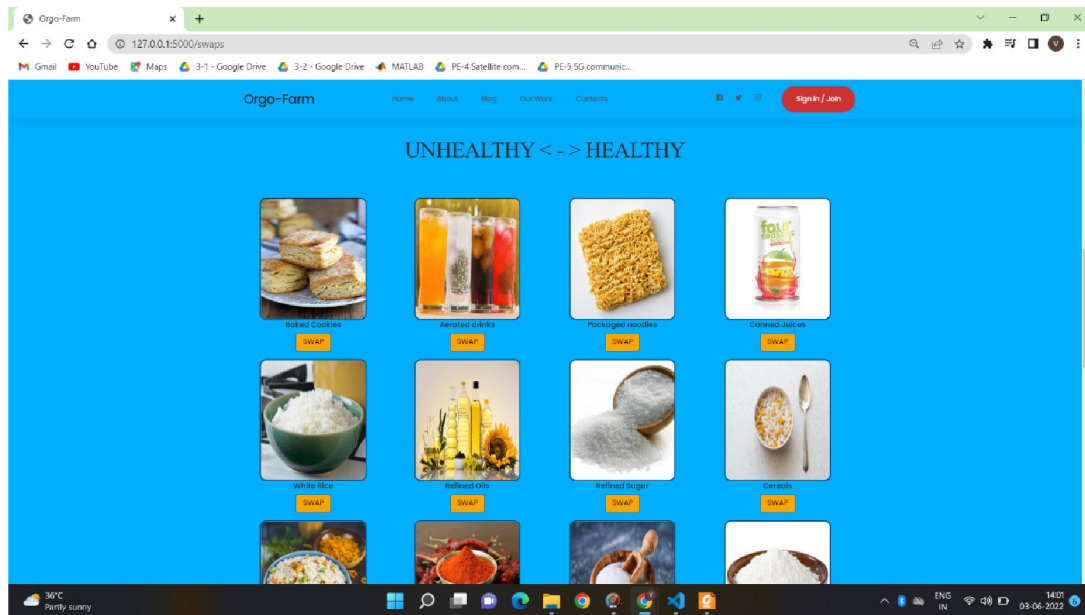 Orgo-Farm
127.0.0.1:5000/swaps
Gmail YouTube Maps 3-1 - Google Drive 3-2 - Google Drive MATLAB PE-4 Satellite com... PE-5 5G communic...
V
Orgo-Farm Home About Blog Our Work Contacts Sign In / Join
UNHEALTHY < - > HEALTHY
four
Baked Cookies Aerated drinks Packaged noodles Canned Juices
SWAP SWAP SWAP SWAP
White Rice Refined Oils Refined Sugar Cereals
SWAP SWAP SWAP SWAP
36°C
Partly sunny
ENG
IN
14:01
03-06-2022
6